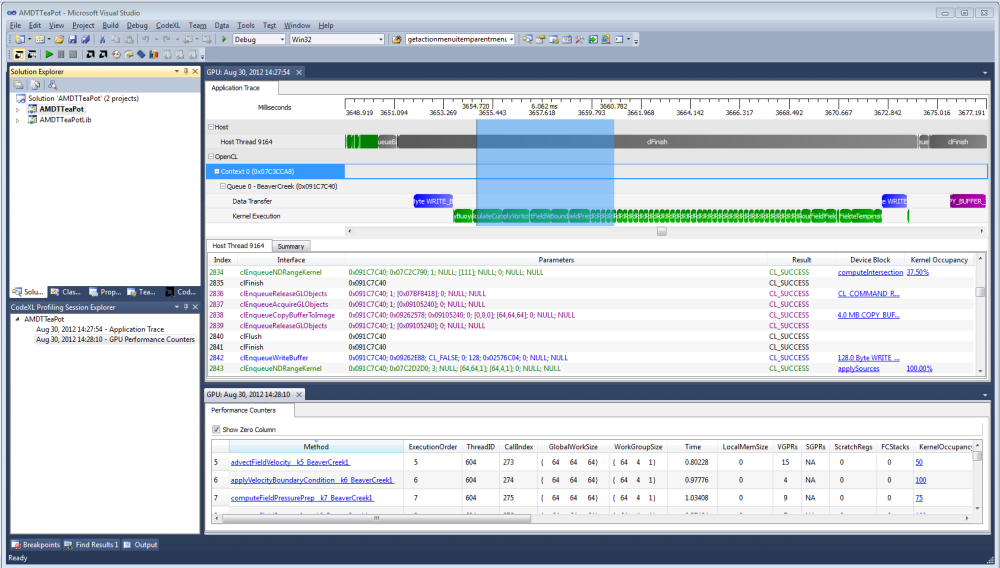 AMDTTeaPot - Microsoft Visual Studio
File Edit View Project Build Debug CodeXL Team Data Tools Test Window Help
Debug Win32 getactionmenuitemparentmenu
Solution Explorer
Solution 'AMDTTeaPot' (2 projects)
AMDTTeaPot
AMDTTeaPotLib
Solu... Clas... Prop... Tea... Cod...
CodeXL Profiling Session Explorer
AMDTTeaPot
Aug 30, 2012 14:27:54 - Application Trace
Aug 30, 2012 14:28:10 - GPU Performance Counters
GPU: Aug 30, 2012 14:27:54
Application Trace
Milliseconds
3654.720 6.062 ms 3660.782
3648.919 3651.094 3653.269 3655.443 3657.618 3659.793 3661.968 3664.142 3666.317 3668.492 3670.667 3672.842 3675.016 3677.191
Host
Host Thread 9164 clFinish clFinish
OpenCL
Context 0 (0x07C3CCA8)
Queue 0 - BeaverCreek (0x091C7C40)
Data Transfer
Kernel Execution
Host Thread 9164 Summary
Index Interface Parameters Result Device Block Kernel Occupancy
2834 clEnqueueNDRangeKernel 0x091C7C40; 0x07C2C790; 1; NULL; [111]; NULL; 0; NULL; NULL CL_SUCCESS computeIntersection 37.50%
2835 clFinish 0x091C7C40 CL_SUCCESS
2836 clEnqueueReleaseGLObjects 0x091C7C40; 1; [0x07BF8418]; 0; NULL; NULL CL_SUCCESS CL_COMMAND_R...
2837 clEnqueueAcquireGLObjects 0x091C7C40; 1; [0x09105240]; 0; NULL; NULL CL_SUCCESS
2838 clEnqueueCopyBufferToImage 0x091C7C40; 0x09262578; 0x09105240; 0; [0,0,0]; [64,64,64]; 0; NULL; NULL CL_SUCCESS 4.0 MB COPY_BUF...
2839 clEnqueueReleaseGLObjects 0x091C7C40; 1; [0x09105240]; 0; NULL; NULL CL_SUCCESS
2840 clFlush 0x091C7C40 CL_SUCCESS
2841 clFinish 0x091C7C40 CL_SUCCESS
2842 clEnqueueWriteBuffer 0x091C7C40; 0x09262EB8; CL_FALSE; 0; 128; 0x02576C04; 0; NULL; NULL CL_SUCCESS 128.0 Byte WRITE_...
2843 clEnqueueNDRangeKernel 0x091C7C40; 0x07C2D2D0; 3; NULL; [64,64,1]; [64,4,1]; 0; NULL; NULL CL_SUCCESS applySources 100.00%
GPU: Aug 30, 2012 14:28:10
Performance Counters
Show Zero Column
Method ExecutionOrder ThreadID CallIndex GlobalWorkSize WorkGroupSize Time LocalMemSize VGPRs SGPRs ScratchRegs FCStacks KernelOccupancy
5 advectFieldVelocity__k5_BeaverCreek1 5 604 273 { 64 64 64} { 64 4 1} 0.80228 0 15 NA 0 0 50
6 applyVelocityBoundaryCondition__k6_BeaverCreek1 6 604 274 { 64 64 64} { 64 4 1} 0.97776 0 4 NA 0 0 100
7 computeFieldPressurePrep__k7_BeaverCreek1 7 604 275 { 64 64 64} { 64 4 1} 1.03408 0 9 NA 0 0 75
Breakpoints Find Results 1 Output
Ready